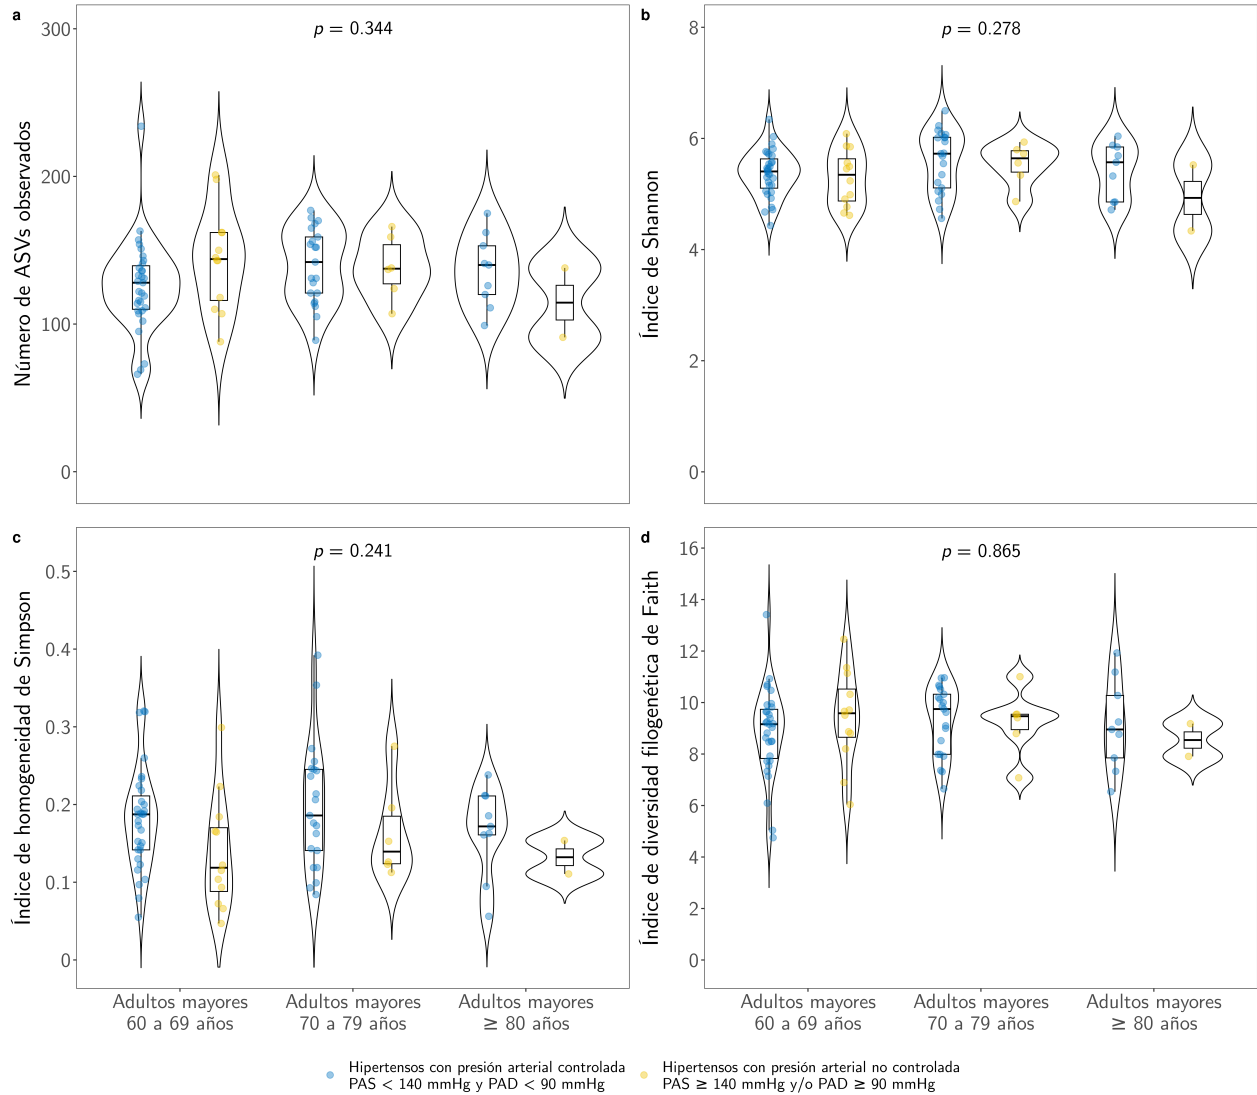 a
p = 0.344
300
200
100
0
Número de ASVs observados
b
p = 0.278
8
6
4
2
0
Índice de Shannon
c
p = 0.241
0.5
0.4
0.3
0.2
0.1
0
Índice de homogeneidad de Simpson
Adultos mayores
60 a 69 años
Adultos mayores
70 a 79 años
Adultos mayores
≥ 80 años
d
p = 0.865
16
14
12
10
8
6
4
2
0
Índice de diversidad filogenética de Faith
Adultos mayores
60 a 69 años
Adultos mayores
70 a 79 años
Adultos mayores
≥ 80 años
Hipertensos con presión arterial controlada
PAS < 140 mmHg y PAD < 90 mmHg
Hipertensos con presión arterial no controlada
PAS ≥ 140 mmHg y/o PAD ≥ 90 mmHg